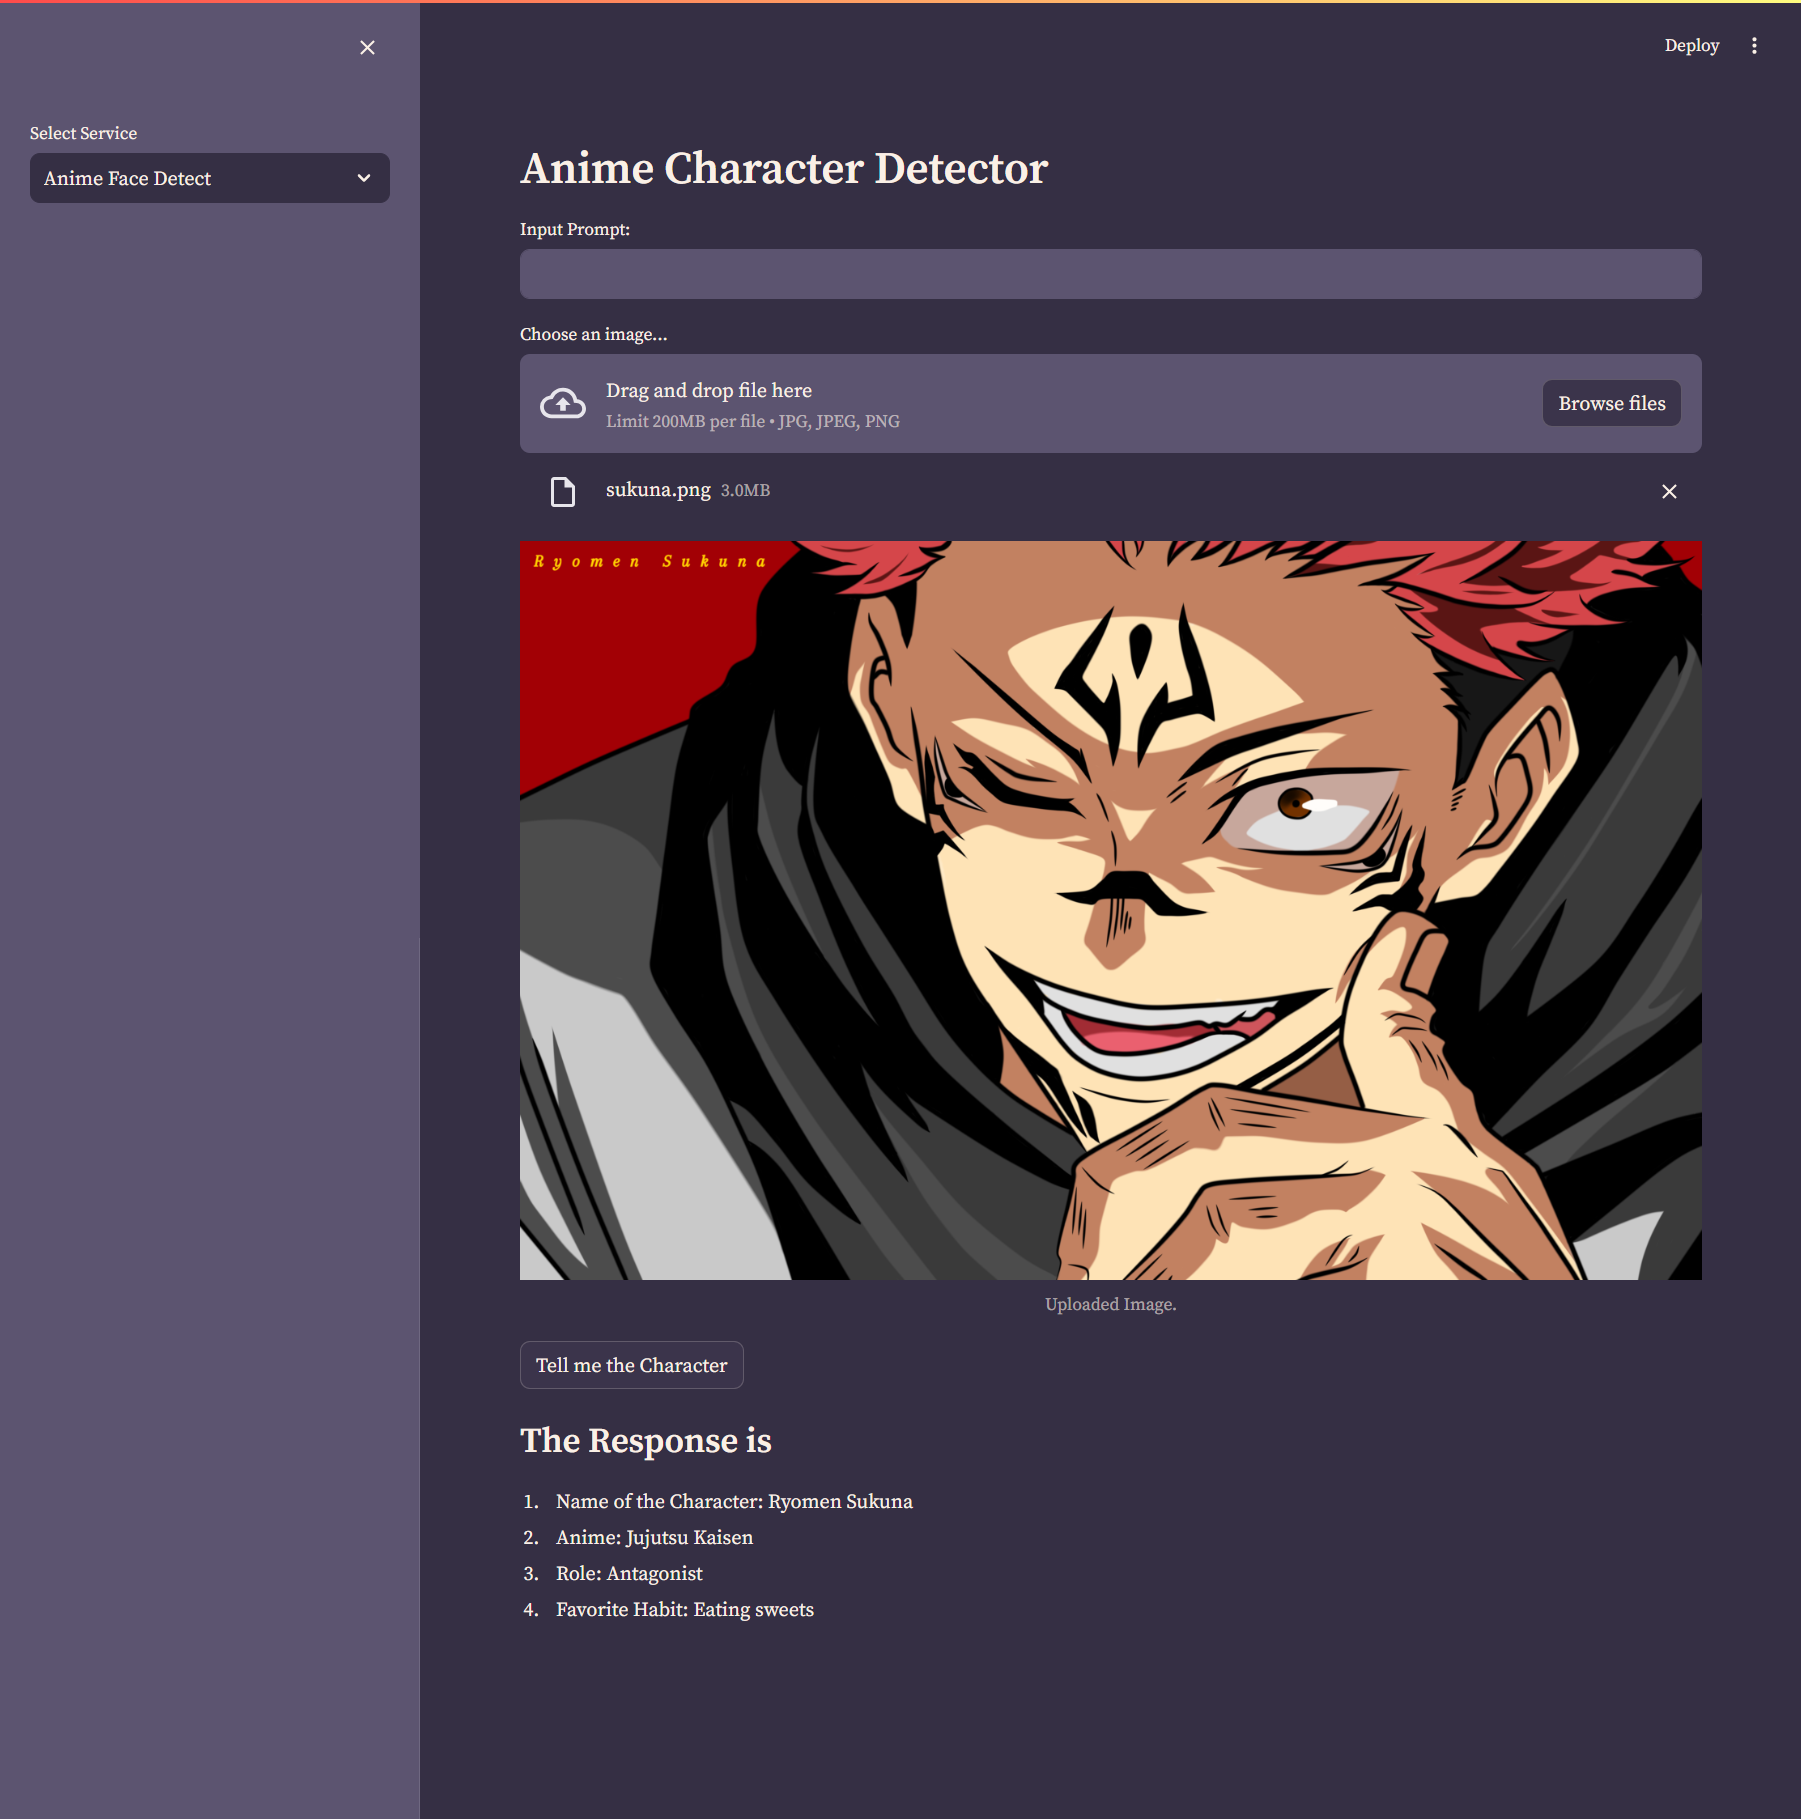 Deploy
Select Service
Anime Face Detect
Anime Character Detector
Input Prompt:
Choose an image...
Drag and drop file here
Limit 200MB per file • JPG, JPEG, PNG
Browse files
sukuna.png 3.0MB
Ryomen Sukuna
Uploaded Image.
Tell me the Character
The Response is
1. Name of the Character: Ryomen Sukuna
2. Anime: Jujutsu Kaisen
3. Role: Antagonist
4. Favorite Habit: Eating sweets